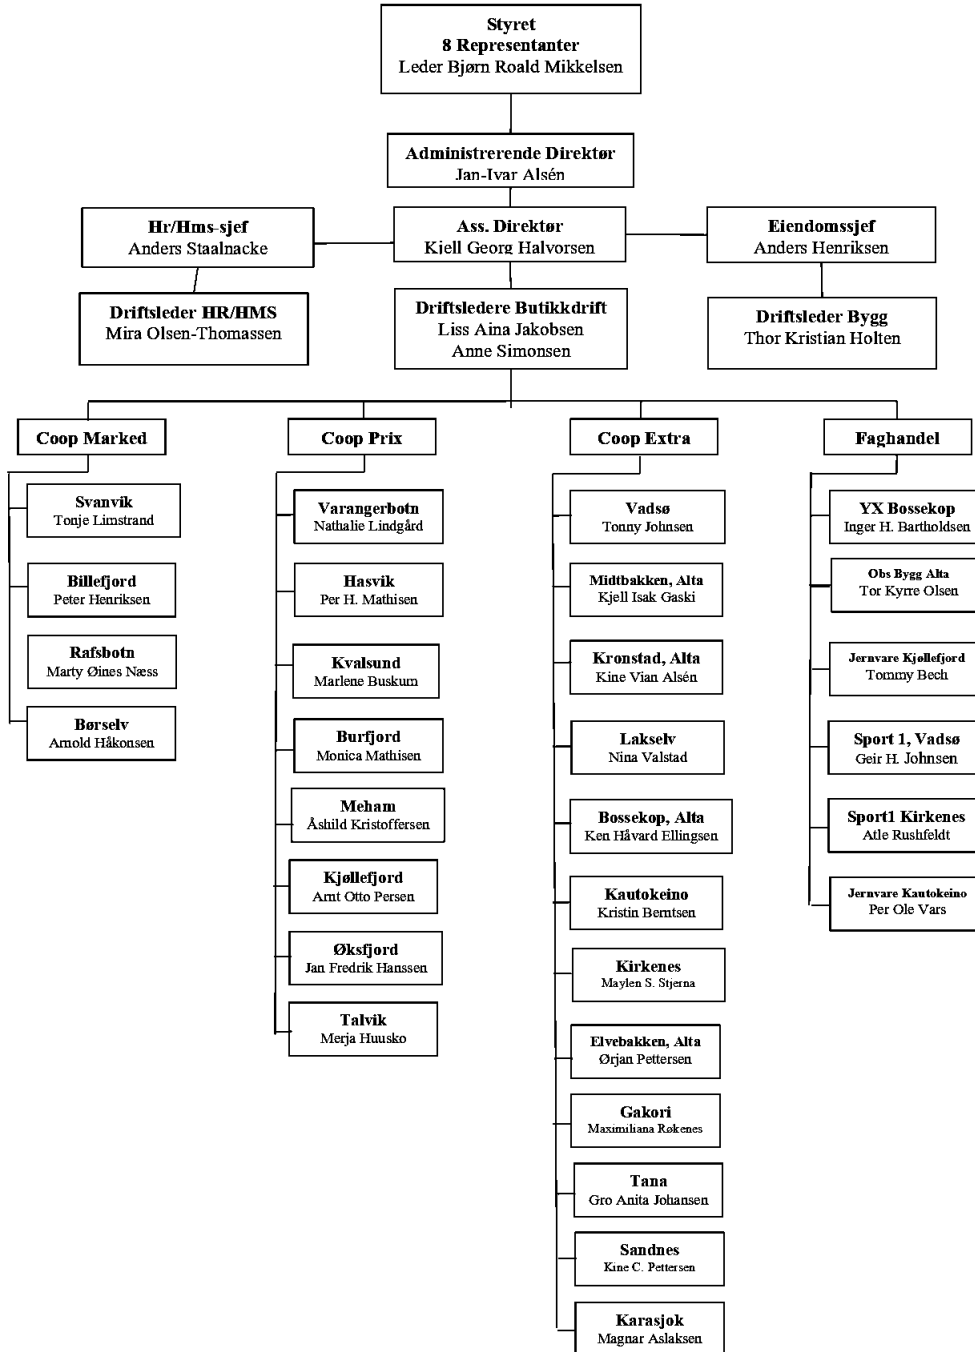 Styret
8 Representanter
Leder Bjørn Roald Mikkelsen
Administrerende Direktør
Jan-Ivar Alsén
Hr/Hms-sjef
Anders Staalnacke
Ass. Direktør
Kjell Georg Halvorsen
Eiendomssjef
Anders Henriksen
Driftsleder HR/HMS
Mira Olsen-Thomassen
Driftsledere Butikkdrift
Liss Aina Jakobsen
Anne Simonsen
Driftsleder Bygg
Thor Kristian Holten
Coop Marked
Svanvik
Tonje Limstrand
Billefjord
Peter Henriksen
Rafsbotn
Marty Øines Næss
Børselv
Arnold Håkonsen
Coop Prix
Varangerbotn
Nathalie Lindgård
Hasvik
Per H. Mathisen
Kvalsund
Marlene Buskum
Burfjord
Monica Mathisen
Meham
Åshild Kristoffersen
Kjøllefjord
Arnt Otto Persen
Øksfjord
Jan Fredrik Hanssen
Talvik
Merja Huusko
Coop Extra
Vadsø
Tonny Johnsen
Midtbakken, Alta
Kjell Isak Gaski
Kronstad, Alta
Kine Vian Alsén
Lakselv
Nina Valstad
Bossekop, Alta
Ken Håvard Ellingsen
Kautokeino
Kristin Berntsen
Kirkenes
Maylen S. Stjerna
Elvebakken, Alta
Ørjan Pettersen
Gakori
Maximiliana Røkenes
Tana
Gro Anita Johansen
Sandnes
Kine C. Pettersen
Karasjok
Magnar Aslaksen
Faghandel
YX Bossekop
Inger H. Bartholdsen
Obs Bygg Alta
Tor Kyrre Olsen
Jernvare Kjøllefjord
Tommy Bech
Sport 1, Vadsø
Geir H. Johnsen
Sport1 Kirkenes
Atle Rushfeldt
Jernvare Kautokeino
Per Ole Vars